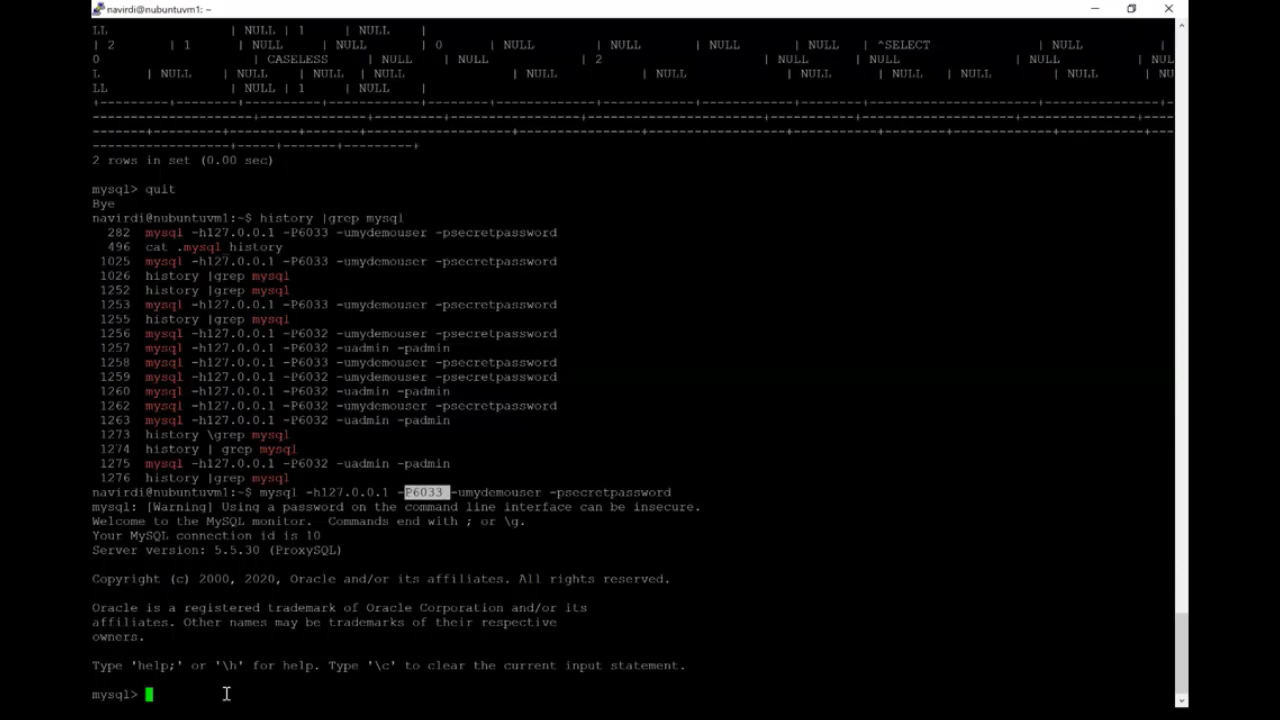 navirdi@nubuntuvm1: ~
LL | NULL | 1 | NULL |
| 2 | 1 | NULL | NULL | 0 | NULL | NULL | NULL | NULL | ^SELECT | NULL |
0 | CASELESS | NULL | NULL | 2 | NULL | NULL | NULL | NUL
L | NULL | NULL | NULL | NULL | NULL | NULL | NULL | NULL | NULL | NU
LL | NULL | 1 | NULL |
2 rows in set (0.00 sec)
mysql> quit
Bye
navirdi@nubuntuvm1:~$ history |grep mysql
282 mysql -h127.0.0.1 -P6033 -umydemouser -psecretpassword
496 cat .mysql_history
1025 mysql -h127.0.0.1 -P6033 -umydemouser -psecretpassword
1026 history |grep mysql
1252 history |grep mysql
1253 mysql -h127.0.0.1 -P6033 -umydemouser -psecretpassword
1255 history |grep mysql
1256 mysql -h127.0.0.1 -P6032 -umydemouser -psecretpassword
1257 mysql -h127.0.0.1 -P6032 -uadmin -padmin
1258 mysql -h127.0.0.1 -P6033 -umydemouser -psecretpassword
1259 mysql -h127.0.0.1 -P6032 -umydemouser -psecretpassword
1260 mysql -h127.0.0.1 -P6032 -uadmin -padmin
1262 mysql -h127.0.0.1 -P6032 -umydemouser -psecretpassword
1263 mysql -h127.0.0.1 -P6032 -uadmin -padmin
1273 history \grep mysql
1274 history | grep mysql
1275 mysql -h127.0.0.1 -P6032 -uadmin -padmin
1276 history |grep mysql
navirdi@nubuntuvm1:~$ mysql -h127.0.0.1 -P6033 -umydemouser -psecretpassword
mysql: [Warning] Using a password on the command line interface can be insecure.
Welcome to the MySQL monitor. Commands end with ; or \g.
Your MySQL connection id is 10
Server version: 5.5.30 (ProxySQL)
Copyright (c) 2000, 2020, Oracle and/or its affiliates. All rights reserved.
Oracle is a registered trademark of Oracle Corporation and/or its
affiliates. Other names may be trademarks of their respective
owners.
Type 'help;' or '\h' for help. Type '\c' to clear the current input statement.
mysql>